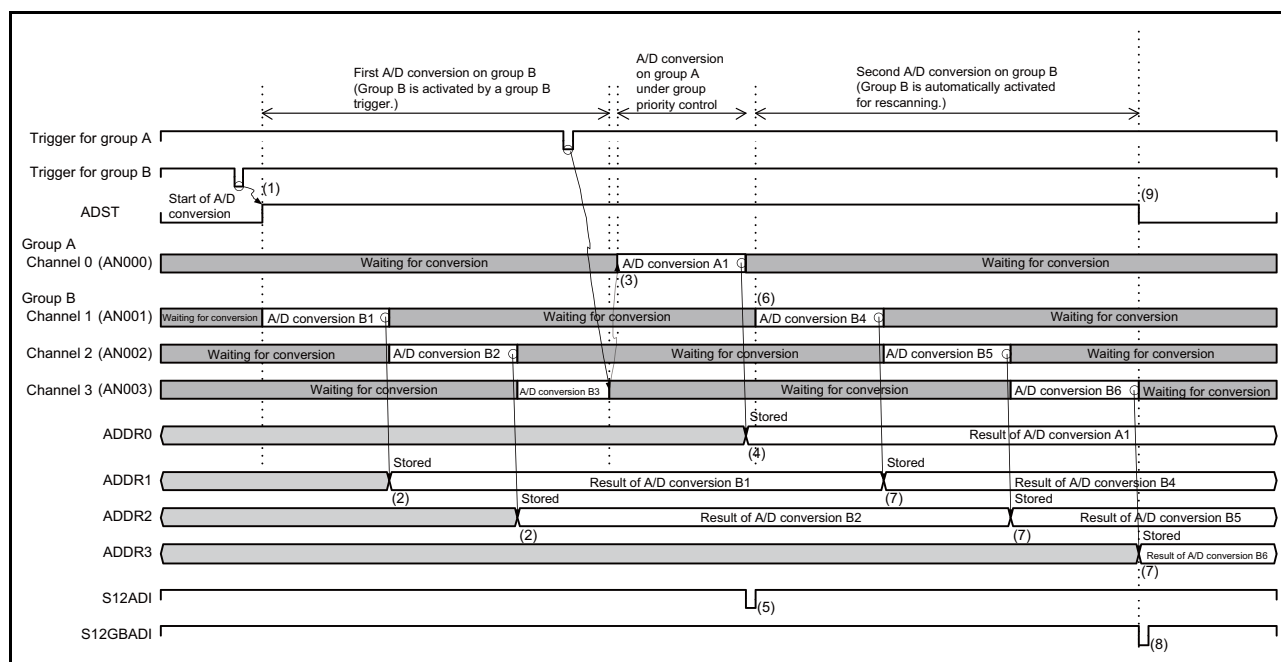 First A/D conversion on group B
(Group B is activated by a group B
trigger.)
A/D conversion
on group A
under group
priority control
Second A/D conversion on group B
(Group B is automatically activated
for rescanning.)
Trigger for group A
Trigger for group B
(1)
Start of A/D
conversion
ADST
(9)
Group A
Channel 0 (AN000)
Waiting for conversion
A/D conversion A1
Waiting for conversion
(3)
Group B
(6)
Channel 1 (AN001)
Waiting for conversion
A/D conversion B1
Waiting for conversion
A/D conversion B4
Waiting for conversion
Channel 2 (AN002)
Waiting for conversion
A/D conversion B2
Waiting for conversion
A/D conversion B5
Waiting for conversion
Channel 3 (AN003)
Waiting for conversion
A/D conversion B3
Waiting for conversion
A/D conversion B6
Waiting for conversion
Stored
ADDR0
Result of A/D conversion A1
(4)
Stored
Stored
ADDR1
Result of A/D conversion B1
Result of A/D conversion B4
(2)
(7)
Stored
Stored
ADDR2
Result of A/D conversion B2
Result of A/D conversion B5
(2)
(7)
Stored
ADDR3
Result of A/D conversion B6
(7)
S12ADI
(5)
S12GBADI
(8)